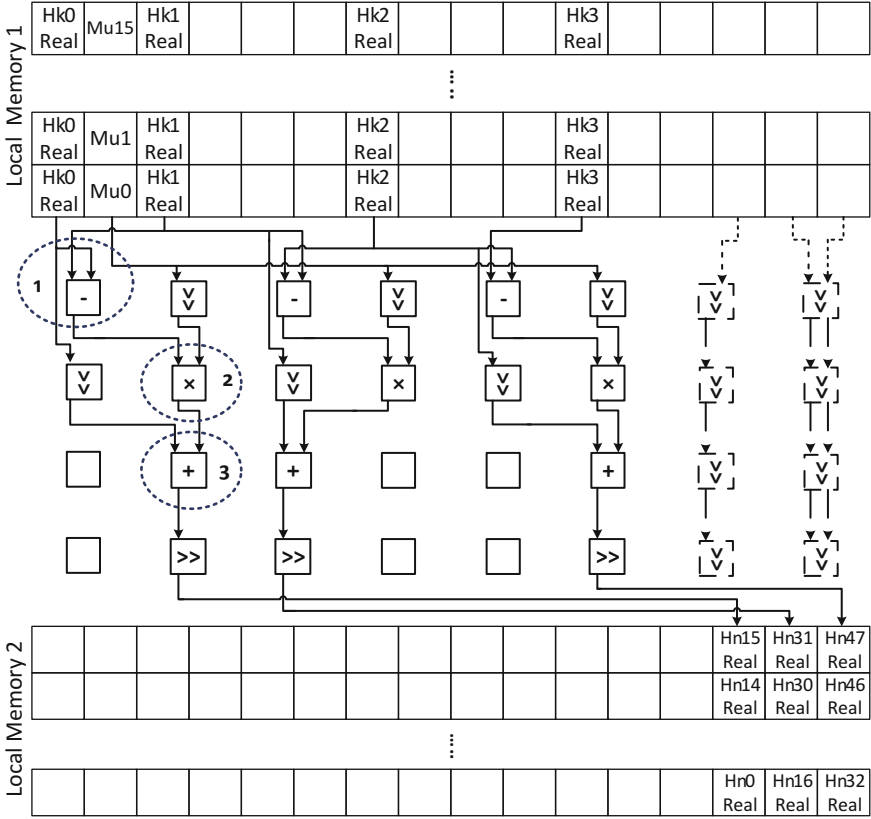 Local Memory 1
Hk0 Real Mu15 Hk1 Real Hk2 Real Hk3 Real
....
Hk0 Real Mu1 Hk1 Real Hk2 Real Hk3 Real
Hk0 Real Mu0 Hk1 Real Hk2 Real Hk3 Real
1 - >> - >> - >> >> >>
>> × 2 >> × >> × >> >>
+ 3 + + >> >>
>> >> >> >> >>
Local Memory 2
Hn15 Real Hn31 Real Hn47 Real
Hn14 Real Hn30 Real Hn46 Real
....
Hn0 Real Hn16 Real Hn32 Real